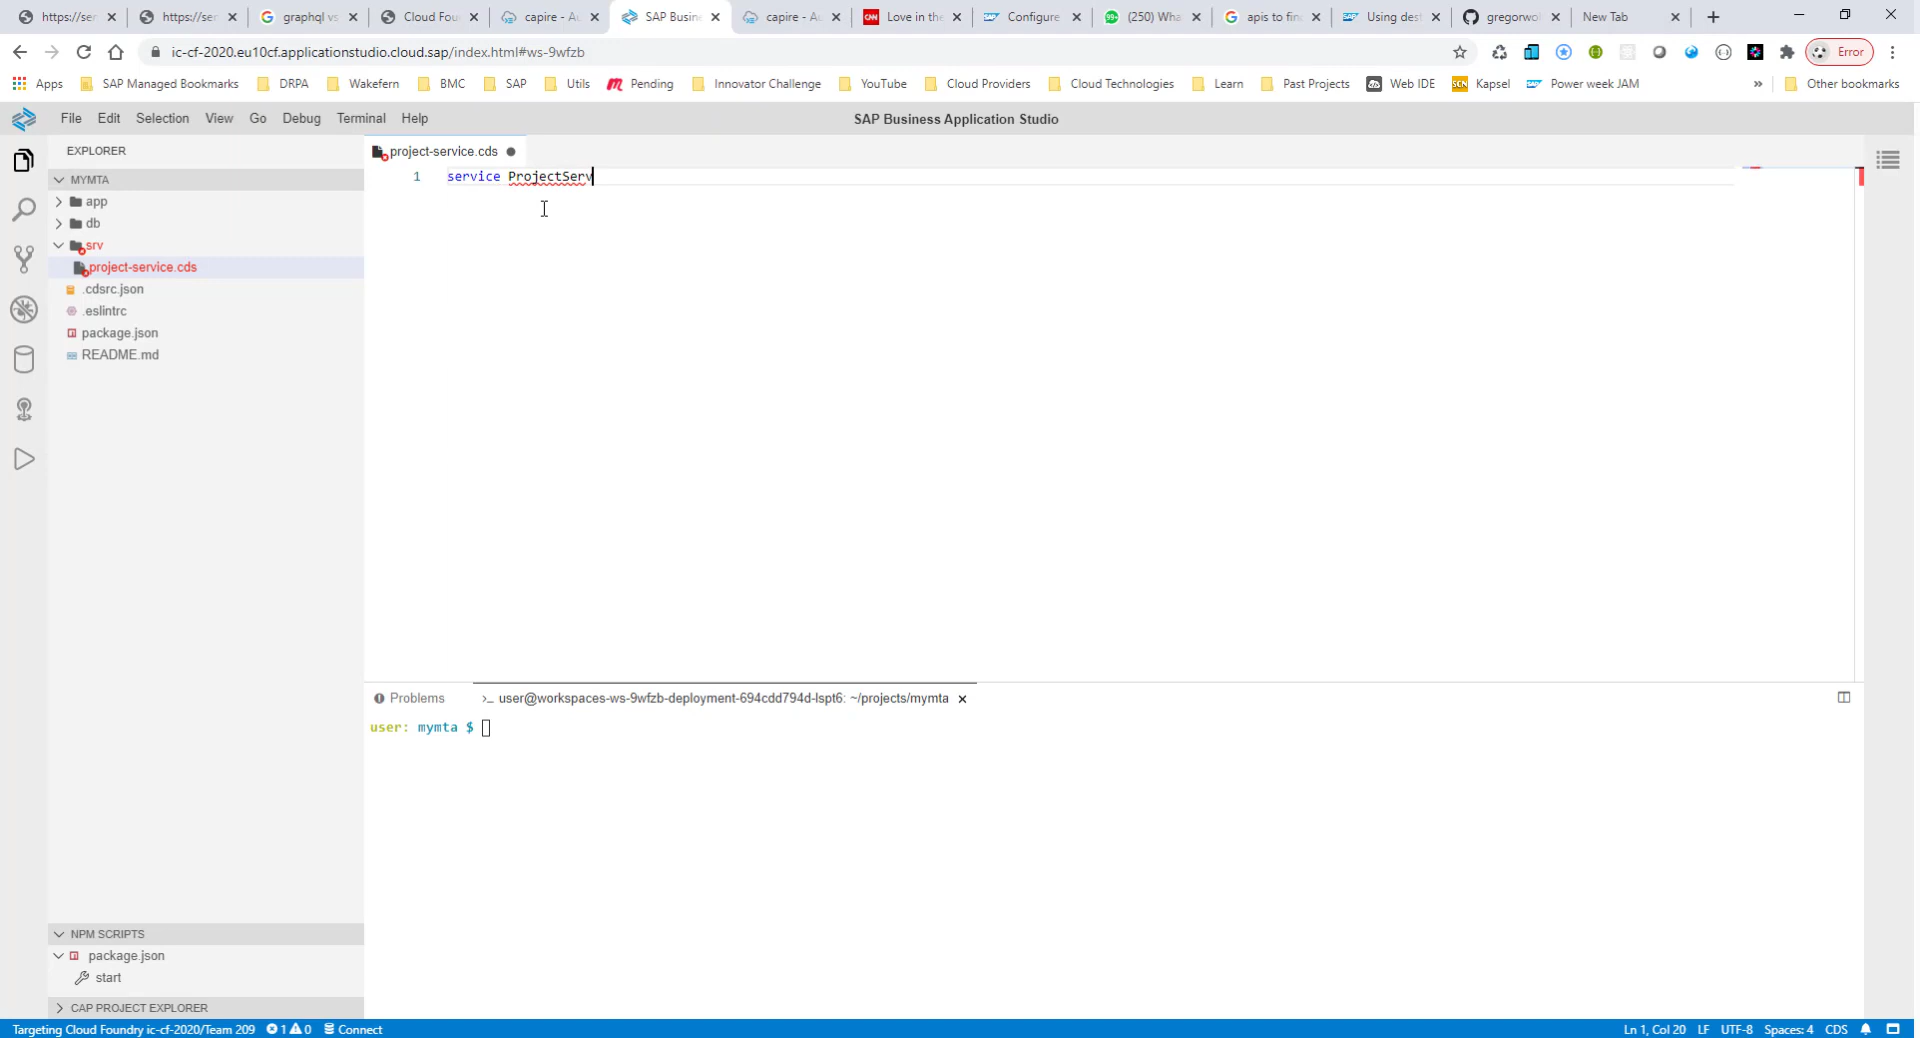 https://ser
https://ser
graphql vs
Cloud Fou
capire - Au
SAP Busin
capire - Au
Love in the
Configure
(250) Wha
apis to fin
Using dest
gregorwol
New Tab
ic-cf-2020.eu10cf.applicationstudio.cloud.sap/index.html#ws-9wfzb
Error
Apps
SAP Managed Bookmarks
DRPA
Wakefern
BMC
SAP
Utils
Pending
Innovator Challenge
YouTube
Cloud Providers
Cloud Technologies
Learn
Past Projects
Web IDE
SCN
Kapsel
Power week JAM
»
Other bookmarks
File Edit Selection View Go Debug Terminal Help
SAP Business Application Studio
EXPLORER
MYMTA
app
db
srv
project-service.cds
.cdsrc.json
.eslintrc
package.json
README.md
project-service.cds
1 service ProjectServ
Problems
>_ user@workspaces-ws-9wfzb-deployment-694cdd794d-lspt6: ~/projects/mymta
user: mymta $
NPM SCRIPTS
package.json
start
CAP PROJECT EXPLORER
Targeting Cloud Foundry ic-cf-2020/Team 209 1 0 Connect
Ln 1, Col 20 LF UTF-8 Spaces: 4 CDS